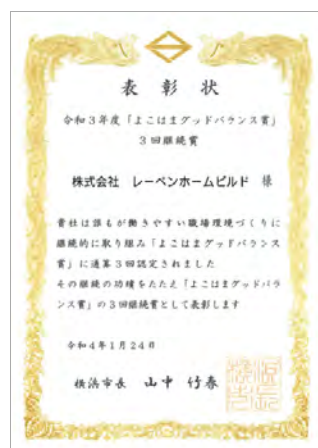 表彰状
令和3年度「よこはまグッドバランス賞」
3回継続賞
株式会社 レーベンホームビルド 様
貴社は誰もが働きやすい職場環境づくりに
継続的に取り組み「よこはまグッドバランス
賞」に通算3回認定されました
その継続の功績をたたえ「よこはまグッドバラ
ンス賞」の3回継続賞として表彰します
令和4年1月24日
横浜市長 山中竹春